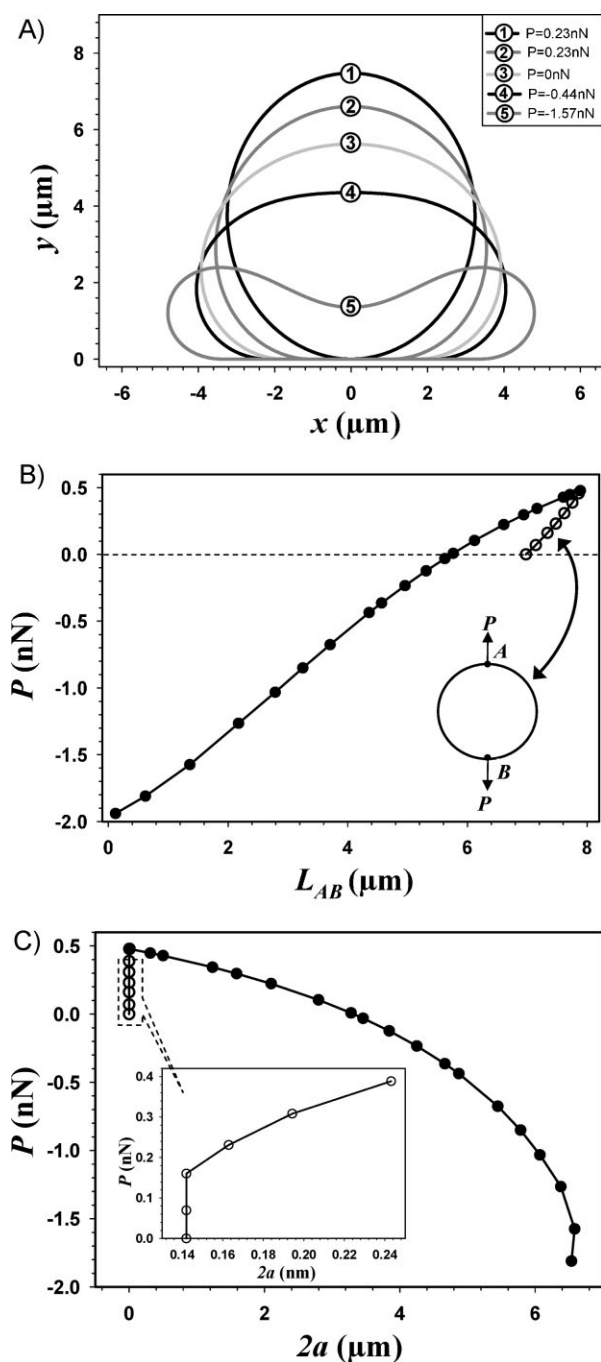 A)
① P=0.23nN
② P=0.23nN
③ P=0nN
④ P=-0.44nN
⑤ P=-1.57nN
8
6
4
2
0
y (μm)
①
②
③
④
⑤
-6 -4 -2 0 2 4 6
x (μm)
B)
0.5
0.0
-0.5
-1.0
-1.5
-2.0
P (nN)
P
A
B
P
0 2 4 6 8
L_AB (μm)
C)
0.5
0.0
-0.5
-1.0
-1.5
-2.0
P (nN)
0.4
0.3
0.2
0.1
0.0
P (nN)
0.14 0.16 0.18 0.20 0.22 0.24
2a (nm)
0 2 4 6
2a (μm)